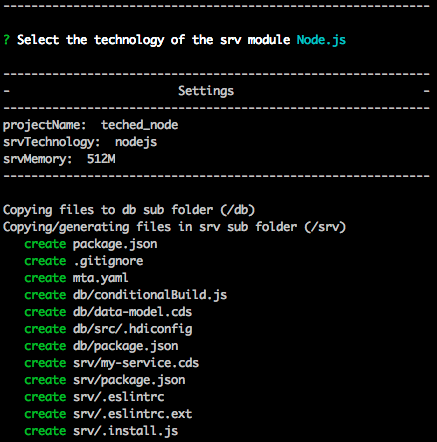 --------------------------------------------------------------
? Select the technology of the srv module Node.js
--------------------------------------------------------------
- Settings -
--------------------------------------------------------------
projectName: teched_node
srvTechnology: nodejs
srvMemory: 512M
--------------------------------------------------------------
Copying files to db sub folder (/db)
Copying/generating files in srv sub folder (/srv)
create package.json
create .gitignore
create mta.yaml
create db/conditionalBuild.js
create db/data-model.cds
create db/src/.hdiconfig
create db/package.json
create srv/my-service.cds
create srv/package.json
create srv/.eslintrc
create srv/.eslintrc.ext
create srv/.install.js